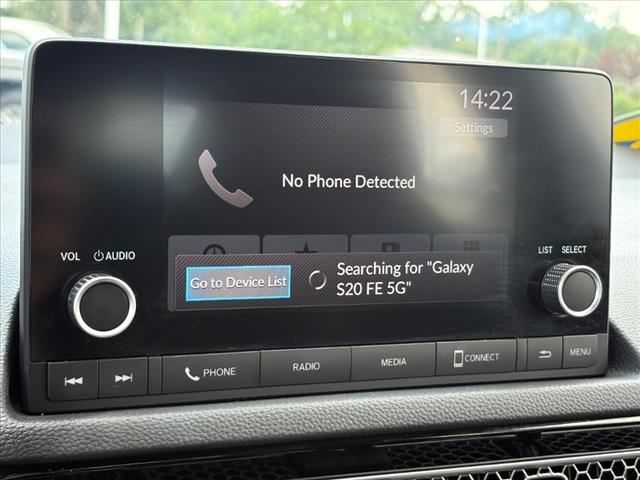 14:22
Settings
No Phone Detected
VOL
AUDIO
LIST
SELECT
Go to Device List
Searching for "Galaxy
S20 FE 5G"
PHONE
RADIO
MEDIA
CONNECT
MENU